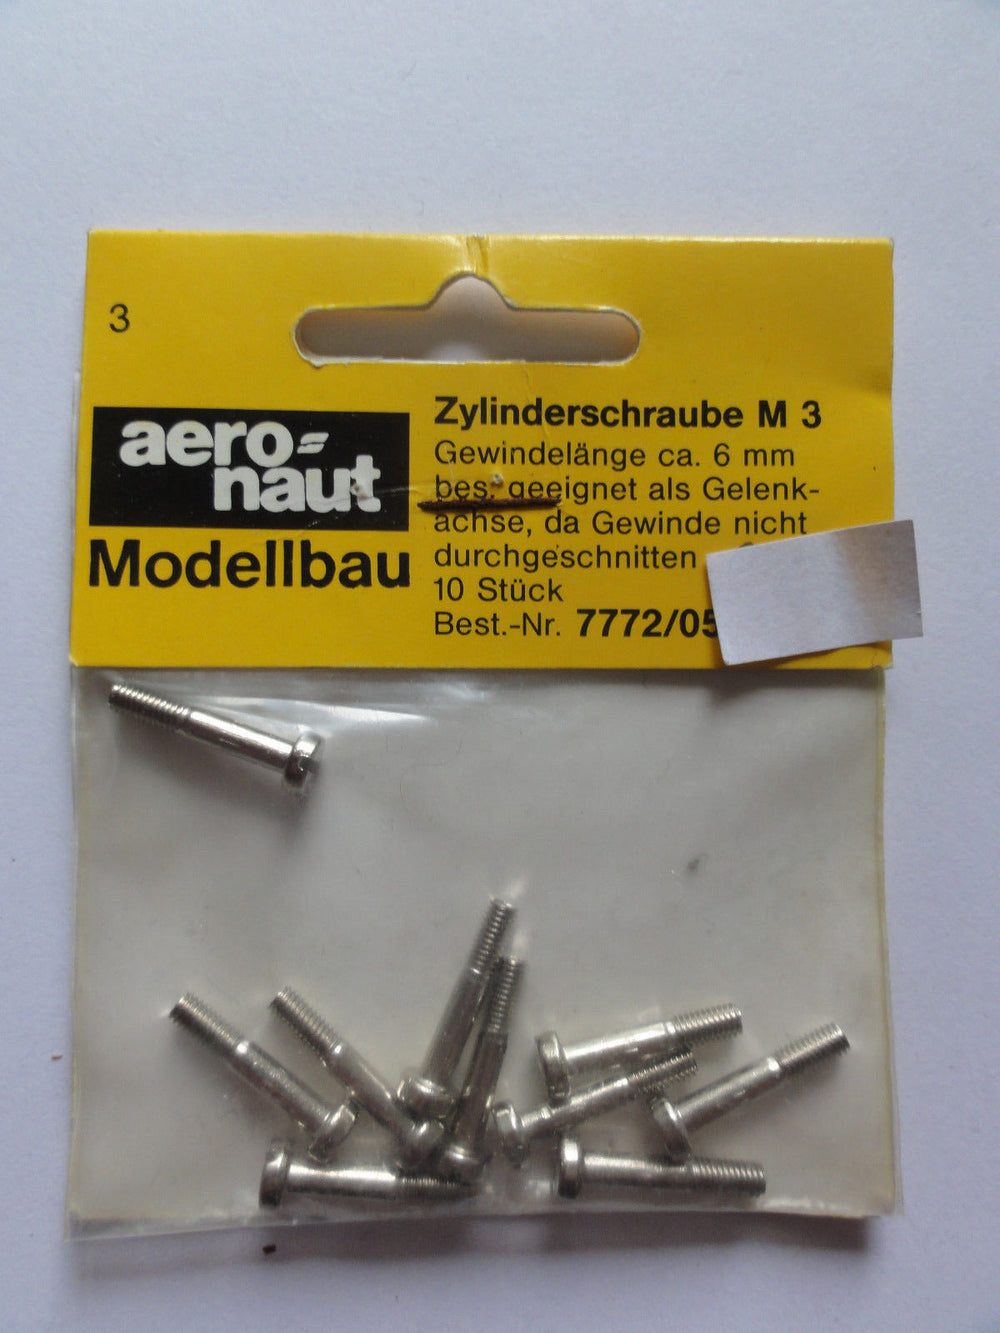 3
aero-
naut
Modellbau
Zylinderschraube M 3
Gewindelänge ca. 6 mm
bes. geeignet als Gelenk-
achse, da Gewinde nicht
durchgeschnitten
10 Stück
Best.-Nr. 7772/05